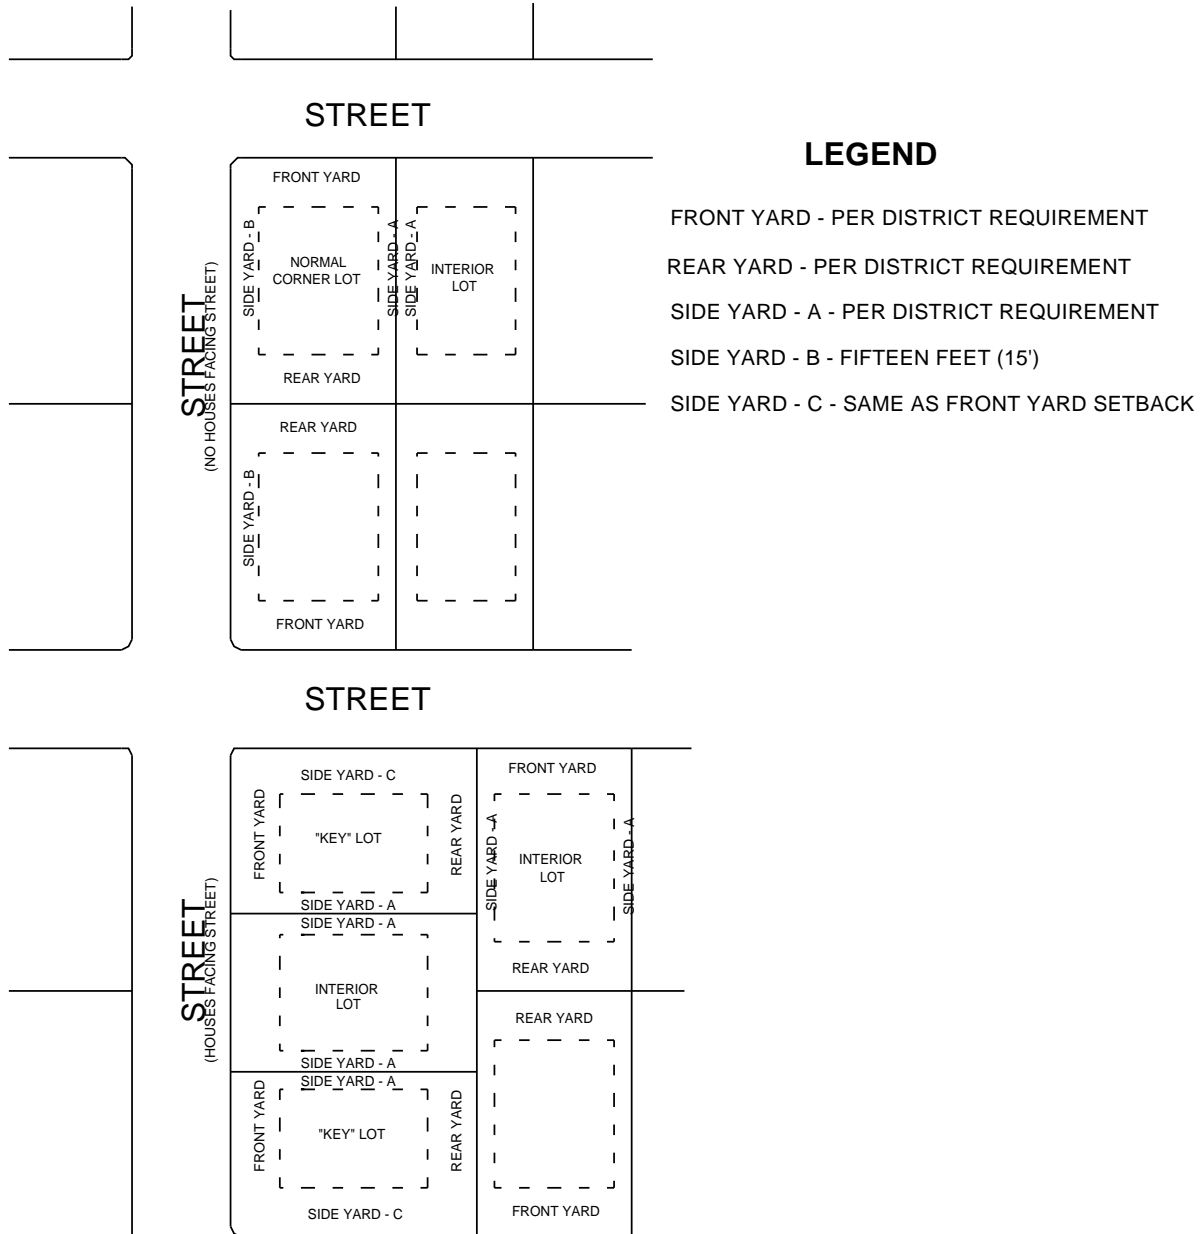 STREET
LEGEND
FRONT YARD - PER DISTRICT REQUIREMENT
REAR YARD - PER DISTRICT REQUIREMENT
SIDE YARD - A - PER DISTRICT REQUIREMENT
SIDE YARD - B - FIFTEEN FEET (15')
SIDE YARD - C - SAME AS FRONT YARD SETBACK
FRONT YARD
SIDE YARD - B
NORMAL
CORNER LOT
SIDE YARD - A
SIDE YARD - A
INTERIOR
LOT
REAR YARD
STREET
(NO HOUSES FACING STREET)
REAR YARD
SIDE YARD - B
FRONT YARD
STREET
SIDE YARD - C
FRONT YARD
"KEY" LOT
REAR YARD
SIDE YARD - A
FRONT YARD
SIDE YARD - A
INTERIOR
LOT
SIDE YARD - A
REAR YARD
STREET
(HOUSES FACING STREET)
SIDE YARD - A
INTERIOR
LOT
SIDE YARD - A
REAR YARD
SIDE YARD - A
FRONT YARD
"KEY" LOT
REAR YARD
SIDE YARD - C
FRONT YARD